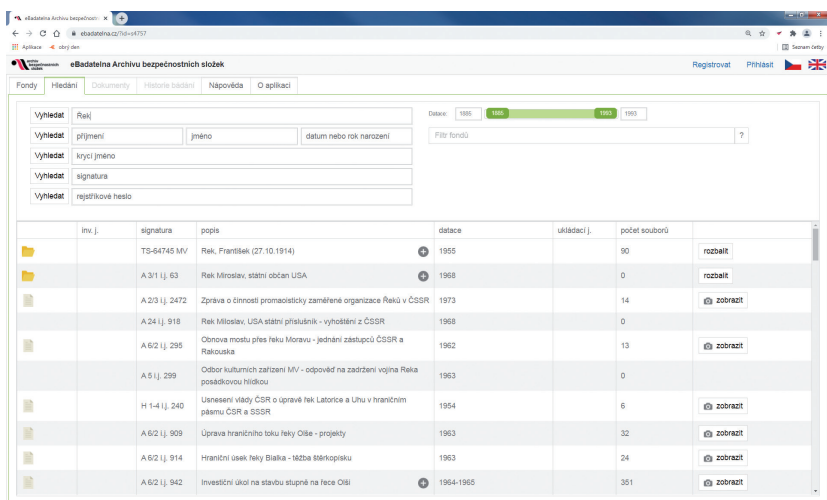 eBadatelna Archivu bezpečnostníc
ebadatelna.cz/?id=s4757
Aplikace obrý den Seznam četby
archiv bezpečnostních složek eBadatelna Archivu bezpečnostních složek Registrovat Přihlásit
Fondy Hledání Dokumenty Historie bádání Nápověda O aplikaci
Vyhledat Řek Datace: 1885 1885 1993 1993
Vyhledat příjmení jméno datum nebo rok narození Filtr fondů ?
Vyhledat krycí jméno
Vyhledat signatura
Vyhledat rejstříkové heslo
inv. j. signatura popis datace ukládací j. počet souborů
TS-64745 MV Rek, František (27.10.1914) 1955 90 rozbalit
A 3/1 i.j. 63 Rek Miroslav, státní občan USA 1968 0 rozbalit
A 2/3 i.j. 2472 Zpráva o činnosti promaoisticky zaměřené organizace Řeků v ČSSR 1973 14 zobrazit
A 24 i.j. 918 Rek Miloslav, USA státní příslušník - vyhoštění z ČSSR 1968 0
A 6/2 i.j. 295 Obnova mostu přes řeku Moravu - jednání zástupců ČSSR a
Rakouska 1962 13 zobrazit
A 5 i.j. 299 Odbor kulturních zařízení MV - odpověď na zadržení vojína Reka
posádkovou hlídkou 1963 0
H 1-4 i.j. 240 Usnesení vlády ČSR o úpravě řek Latorice a Uhu v hraničním
pásmu ČSR a SSSR 1954 6 zobrazit
A 6/2 i.j. 909 Úprava hraničního toku řeky Olše - projekty 1963 32 zobrazit
A 6/2 i.j. 914 Hraniční úsek řeky Bialka - těžba štěrkopísku 1963 24 zobrazit
A 6/2 i.j. 942 Investiční úkol na stavbu stupně na řece Olši 1964-1965 351 zobrazit